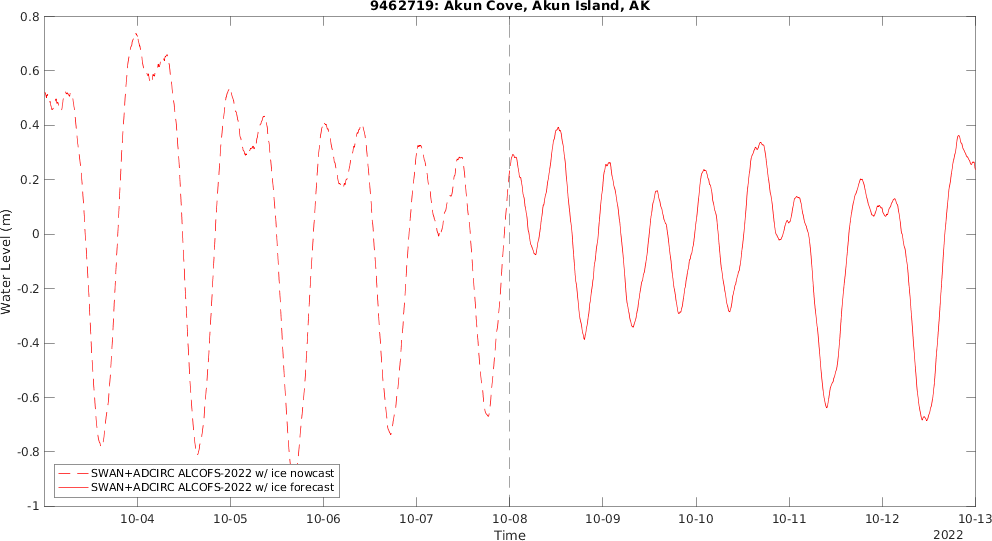 9462719: Akun Cove, Akun Island, AK
0.8
0.6
0.4
0.2
0
-0.2
-0.4
-0.6
-0.8
-1
Water Level (m)
SWAN+ADCIRC ALCOFS-2022 w/ ice nowcast
SWAN+ADCIRC ALCOFS-2022 w/ ice forecast
10-04 10-05 10-06 10-07 10-08 10-09 10-10 10-11 10-12 10-13
Time
2022